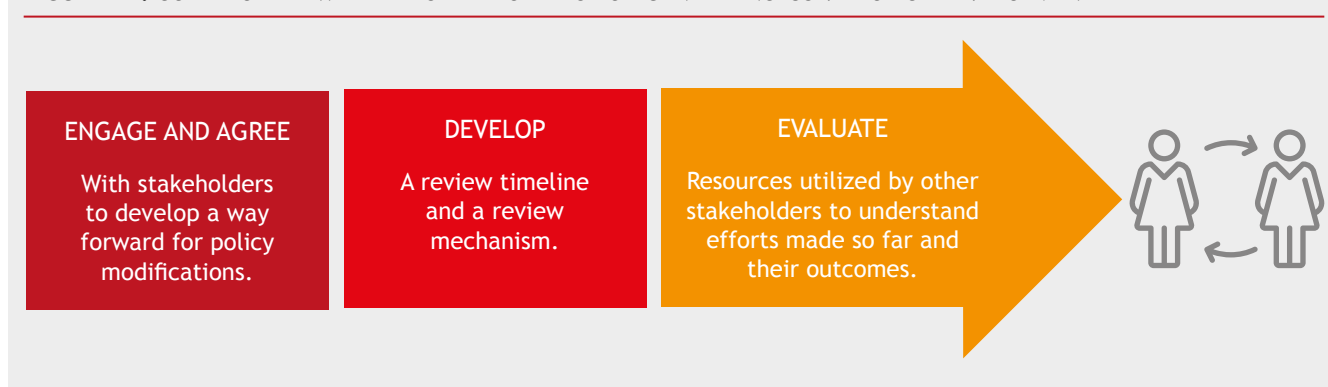 ENGAGE AND AGREE
With stakeholders
to develop a way
forward for policy
modifications.
DEVELOP
A review timeline
and a review
mechanism.
EVALUATE
Resources utilized by other
stakeholders to understand
efforts made so far and
their outcomes.